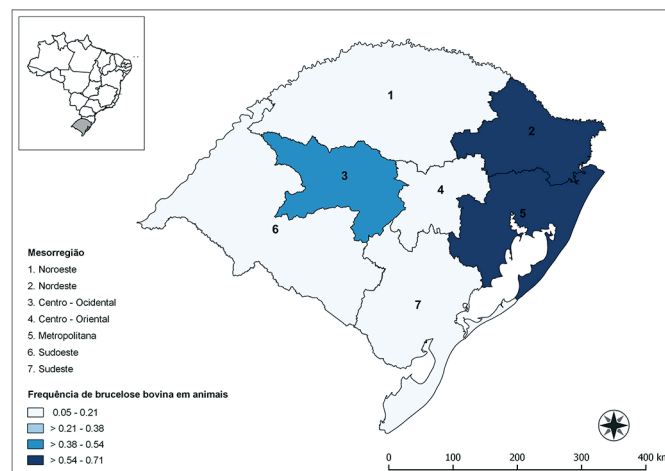 1
2
3
4
5
6
7
Mesorregião
1. Noroeste
2. Nordeste
3. Centro - Ocidental
4. Centro - Oriental
5. Metropolitana
6. Sudoeste
7. Sudeste
Frequência de brucelose bovina em animais
0.05 - 0.21
> 0.21 - 0.38
> 0.38 - 0.54
> 0.54 - 0.71
0 100 200 300 400 km